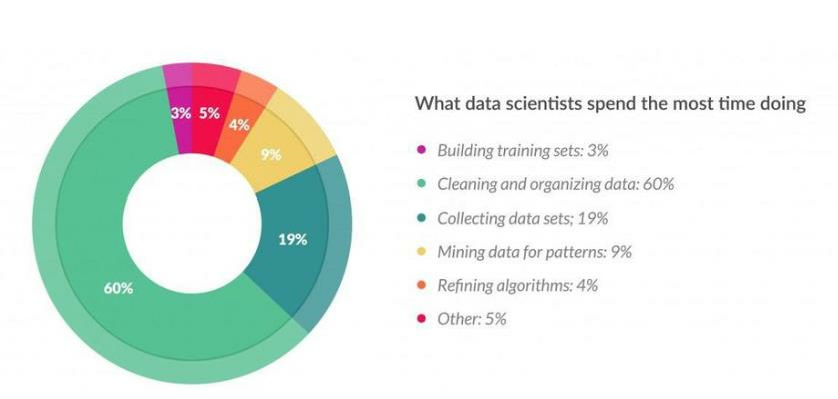 What data scientists spend the most time doing
3% 5%
4%
9%
19%
60%
Building training sets: 3%
Cleaning and organizing data: 60%
Collecting data sets; 19%
Mining data for patterns: 9%
Refining algorithms: 4%
Other: 5%